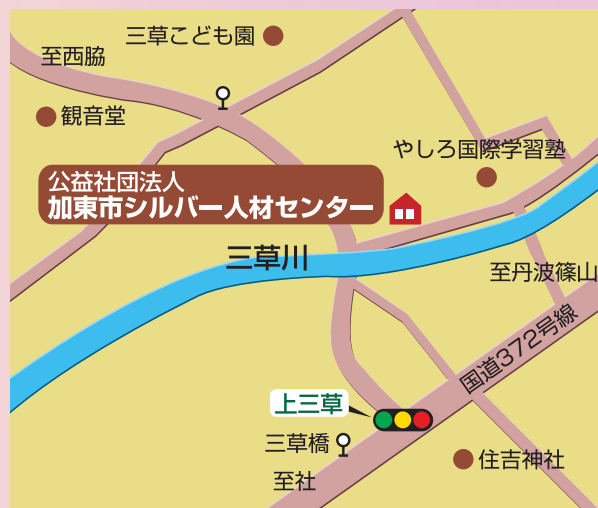 三草こども園
至西脇
観音堂
やしろ国際学習塾
公益社団法人
加東市シルバー人材センター
三草川
至丹波篠山
国道372号線
上三草
三草橋
住吉神社
至社